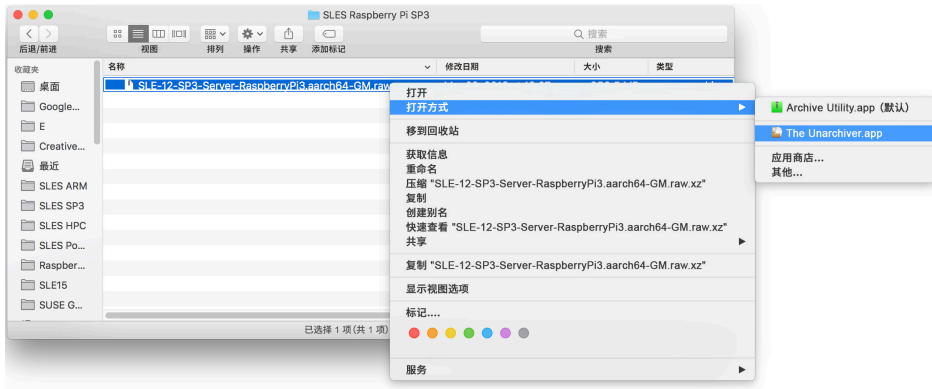 SLES Raspberry Pi SP3
搜索
后退/前进
视图
排列
操作
共享
添加标记
搜索
收藏夹
名称
修改日期
大小
类型
桌面
Google...
E
Creative...
最近
SLES ARM
SLES SP3
SLES HPC
SLES Po...
Raspber...
SLE15
SUSE G...
SLE-12-SP3-Server-RaspberryPi3.aarch64-GM.raw
已选择 1 项(共 1 项)
打开
打开方式
移到回收站
获取信息
重命名
压缩 "SLE-12-SP3-Server-RaspberryPi3.aarch64-GM.raw.xz"
复制
创建别名
快速查看 "SLE-12-SP3-Server-RaspberryPi3.aarch64-GM.raw.xz"
共享
复制 "SLE-12-SP3-Server-RaspberryPi3.aarch64-GM.raw.xz"
显示视图选项
标记....
服务
Archive Utility.app (默认)
The Unarchiver.app
应用商店...
其他...